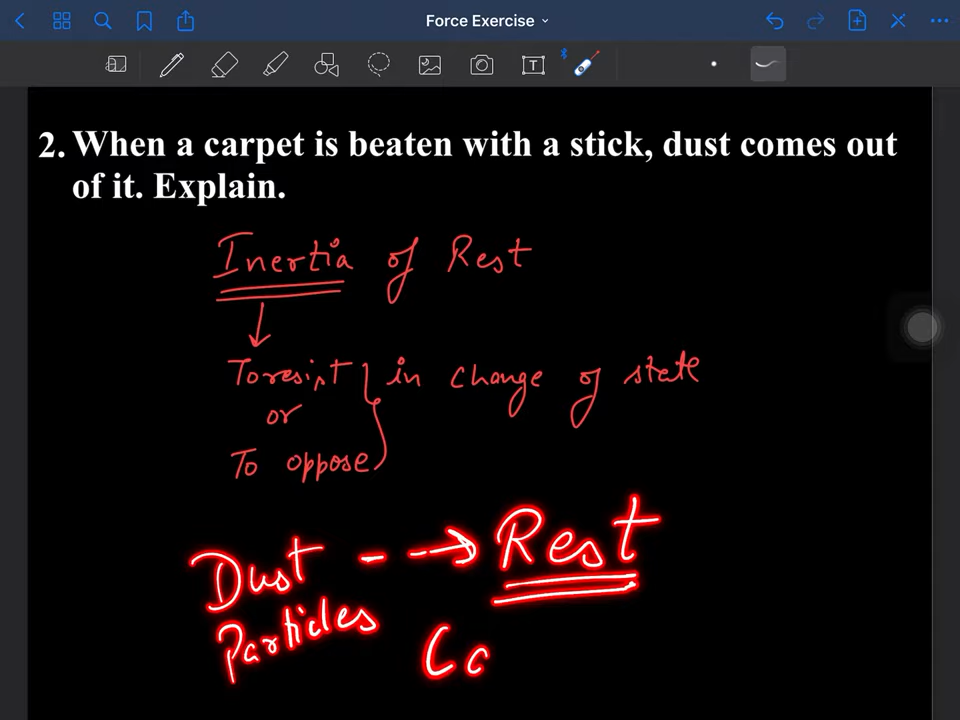 Force Exercise
2. When a carpet is beaten with a stick, dust comes out
of it. Explain.
Inertia of Rest
To resist in change of state
or
To oppose
Dust --→ Rest
Particles
Ca